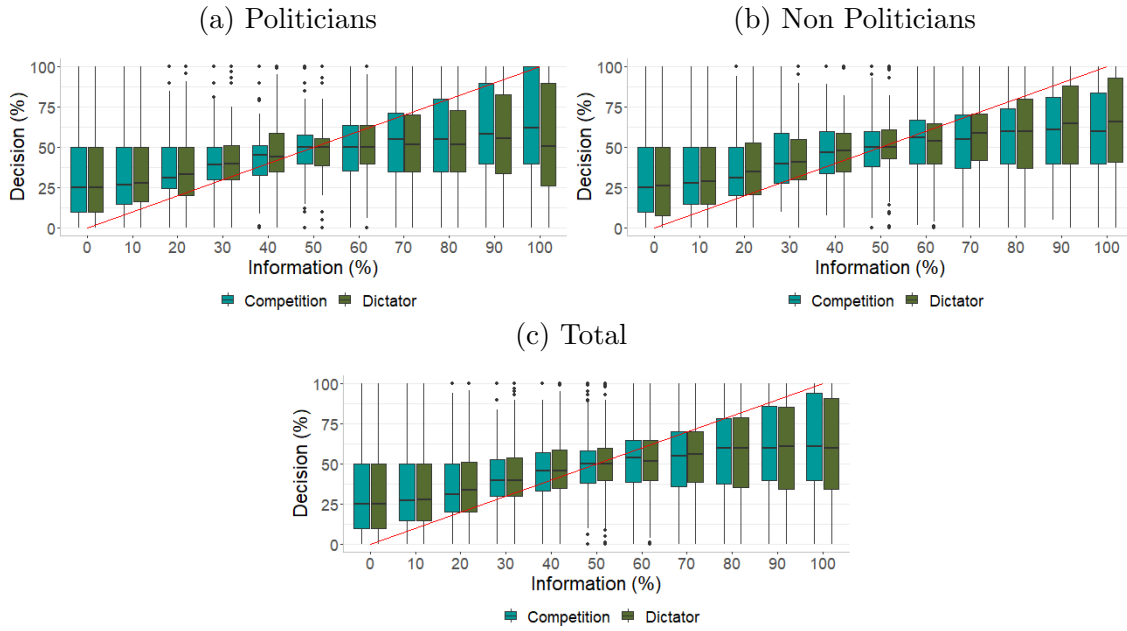 (a) Politicians
100
75
50
25
0
Decision (%)
0 10 20 30 40 50 60 70 80 90 100
Information (%)
Competition Dictator
(b) Non Politicians
100
75
50
25
0
Decision (%)
0 10 20 30 40 50 60 70 80 90 100
Information (%)
Competition Dictator
(c) Total
100
75
50
25
0
Decision (%)
0 10 20 30 40 50 60 70 80 90 100
Information (%)
Competition Dictator